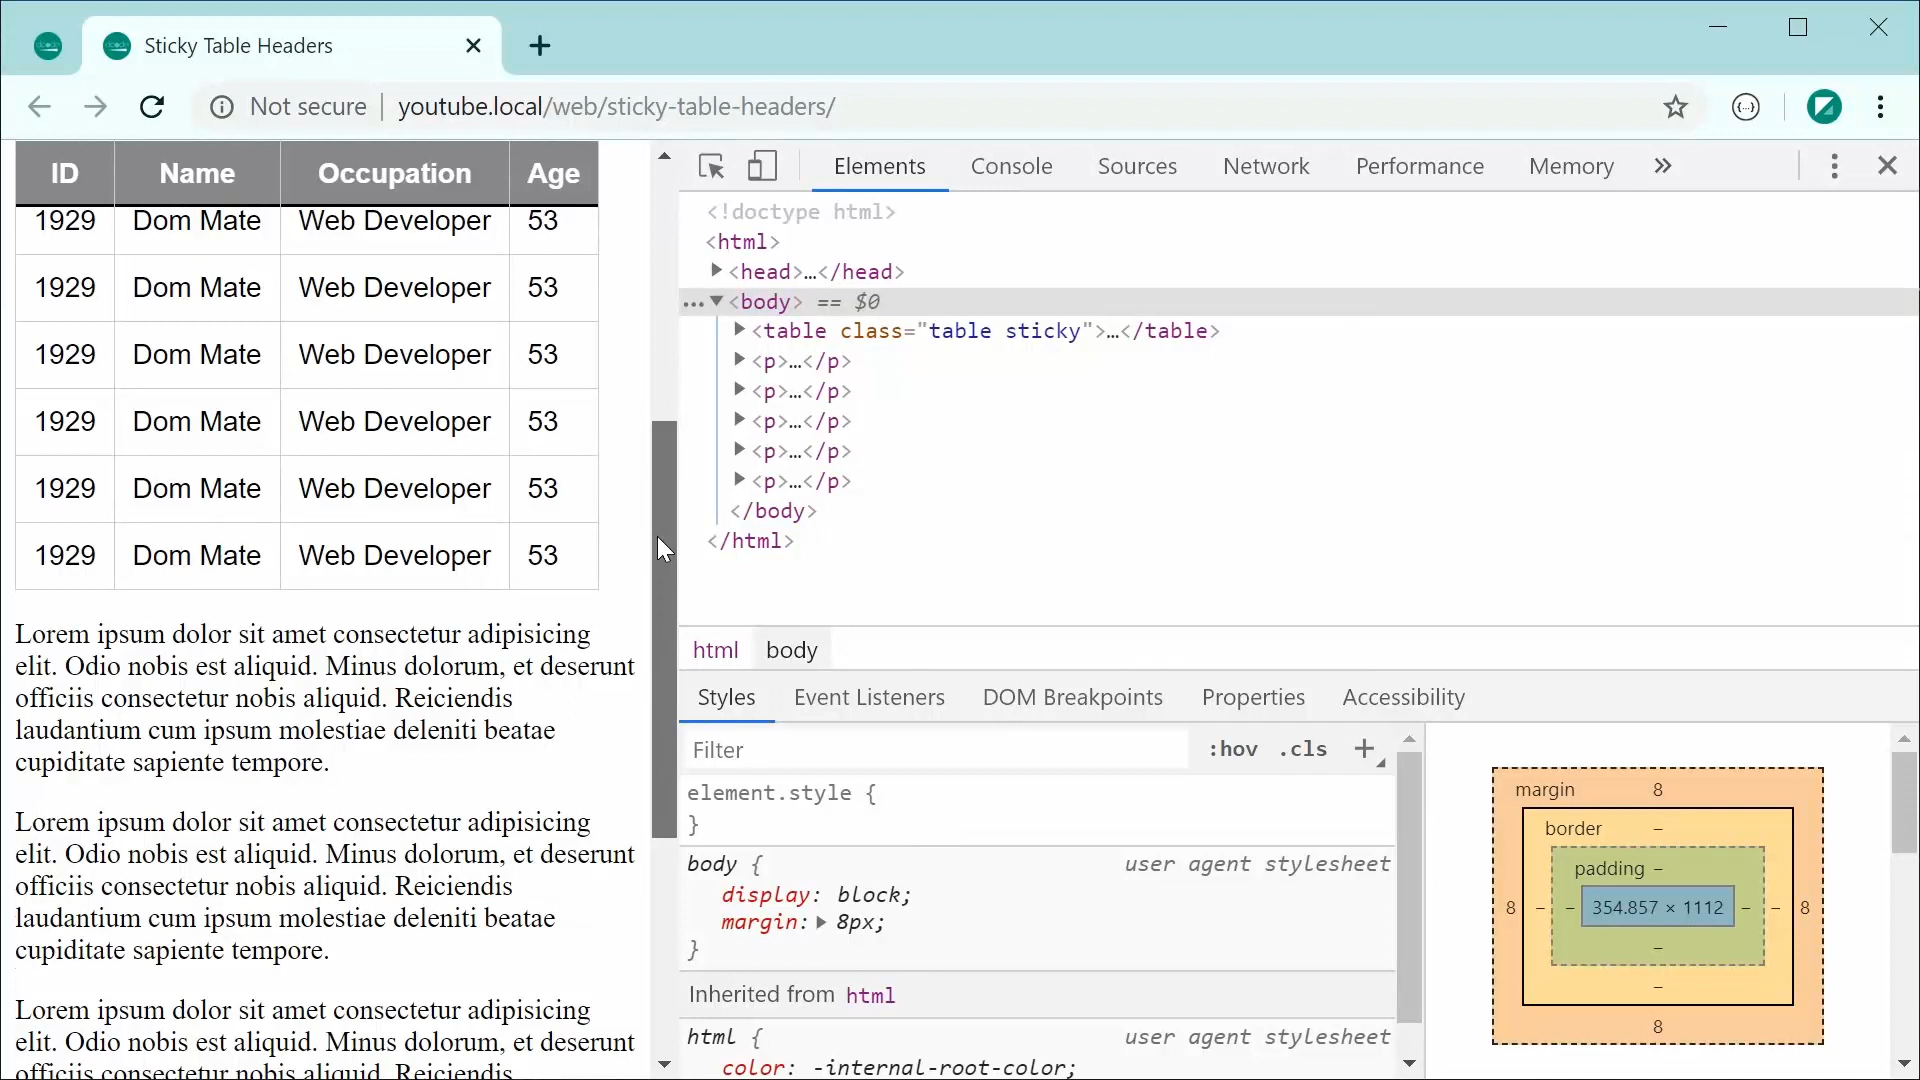 Sticky Table Headers
Not secure youtube.local/web/sticky-table-headers/
ID Name Occupation Age
1929 Dom Mate Web Developer 53
1929 Dom Mate Web Developer 53
1929 Dom Mate Web Developer 53
1929 Dom Mate Web Developer 53
1929 Dom Mate Web Developer 53
1929 Dom Mate Web Developer 53
Lorem ipsum dolor sit amet consectetur adipisicing
elit. Odio nobis est aliquid. Minus dolorum, et deserunt
officiis consectetur nobis aliquid. Reiciendis
laudantium cum ipsum molestiae deleniti beatae
cupiditate sapiente tempore.
Lorem ipsum dolor sit amet consectetur adipisicing
elit. Odio nobis est aliquid. Minus dolorum, et deserunt
officiis consectetur nobis aliquid. Reiciendis
laudantium cum ipsum molestiae deleniti beatae
cupiditate sapiente tempore.
Lorem ipsum dolor sit amet consectetur adipisicing
elit. Odio nobis est aliquid. Minus dolorum, et deserunt
officiis consectetur nobis aliquid. Reiciendis
Elements Console Sources Network Performance Memory »
<!doctype html>
<html>
<head>…</head>
… <body> == $0
<table class="table sticky">…</table>
<p>…</p>
<p>…</p>
<p>…</p>
<p>…</p>
<p>…</p>
</body>
</html>
html body
Styles Event Listeners DOM Breakpoints Properties Accessibility
Filter :hov .cls +
element.style {
}
body { user agent stylesheet
display: block;
margin: 8px;
}
Inherited from html
html { user agent stylesheet
color: -internal-root-color;
margin 8
border –
padding –
8 – – 354.857 × 1112 – – 8
–
–
8